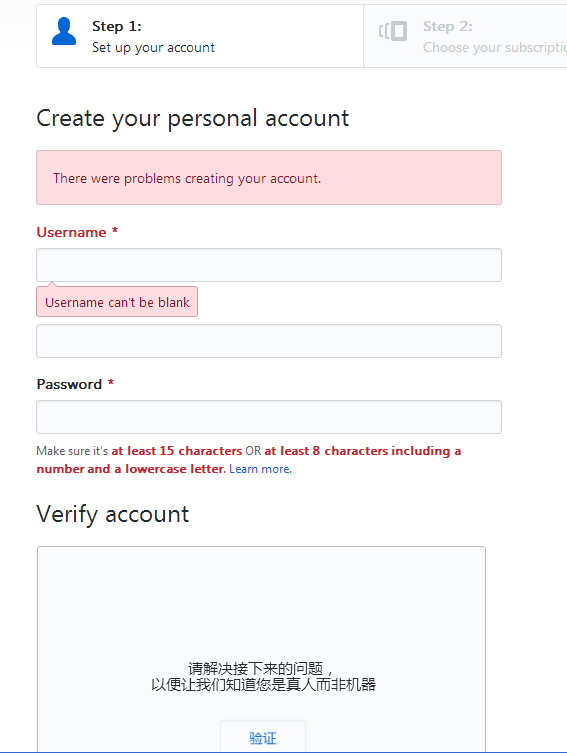 Step 1:
Set up your account
Step 2:
Choose your subscriptio
Create your personal account
There were problems creating your account.
Username *
Username can't be blank
Password *
Make sure it's at least 15 characters OR at least 8 characters including a
number and a lowercase letter. Learn more.
Verify account
请解决接下来的问题，
以便让我们知道您是真人而非机器
验证